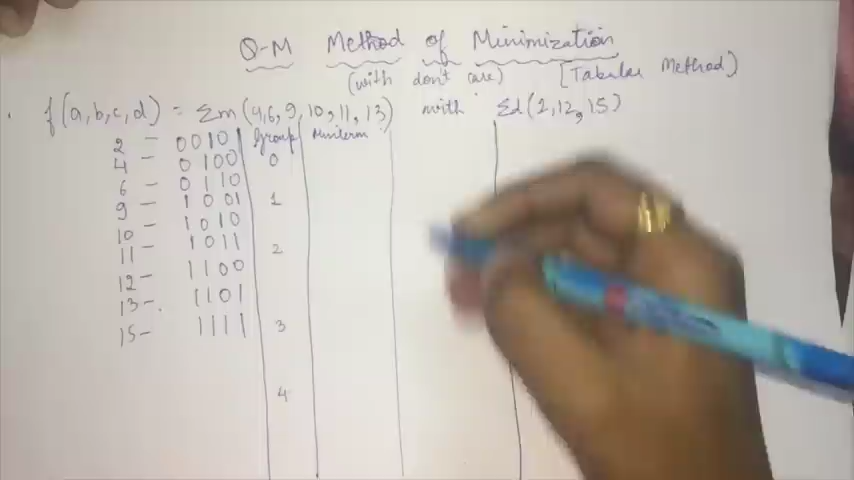 Q-M Method of Minimization
(with don't care) [Tabular Method]
f(a,b,c,d) = Σm(4,6,9,10,11,13) with Σd(2,12,15)
Group Minterm
2 - 0010
4 - 0100 0
6 - 0110
9 - 1001 1
10 - 1010
11 - 1011 2
12 - 1100
13 - 1101
15 - 1111 3
4